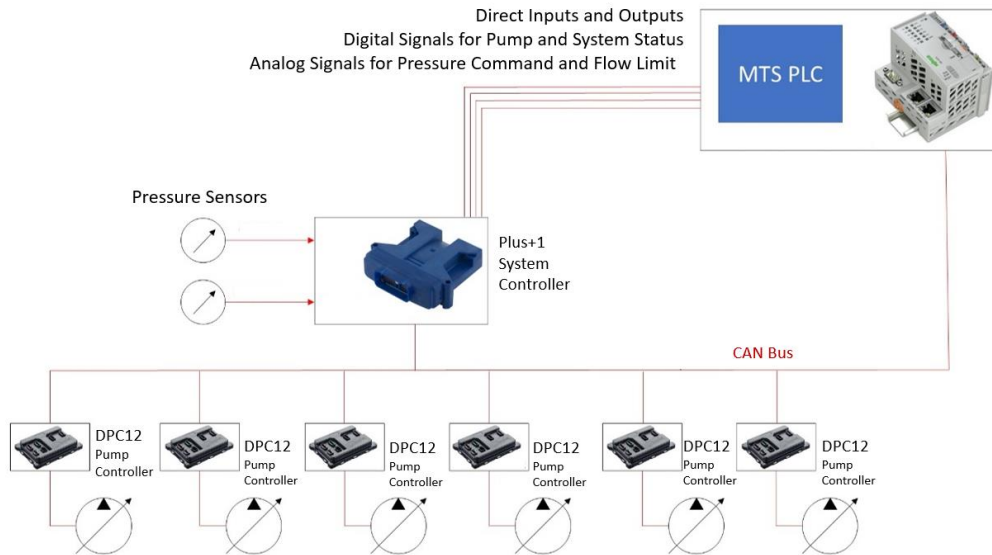 Direct Inputs and Outputs
Digital Signals for Pump and System Status
Analog Signals for Pressure Command and Flow Limit
MTS PLC
Pressure Sensors
Plus+1
System
Controller
CAN Bus
DPC12
Pump
Controller
DPC12
Pump
Controller
DPC12
Pump
Controller
DPC12
Pump
Controller
DPC12
Pump
Controller
DPC12
Pump
Controller